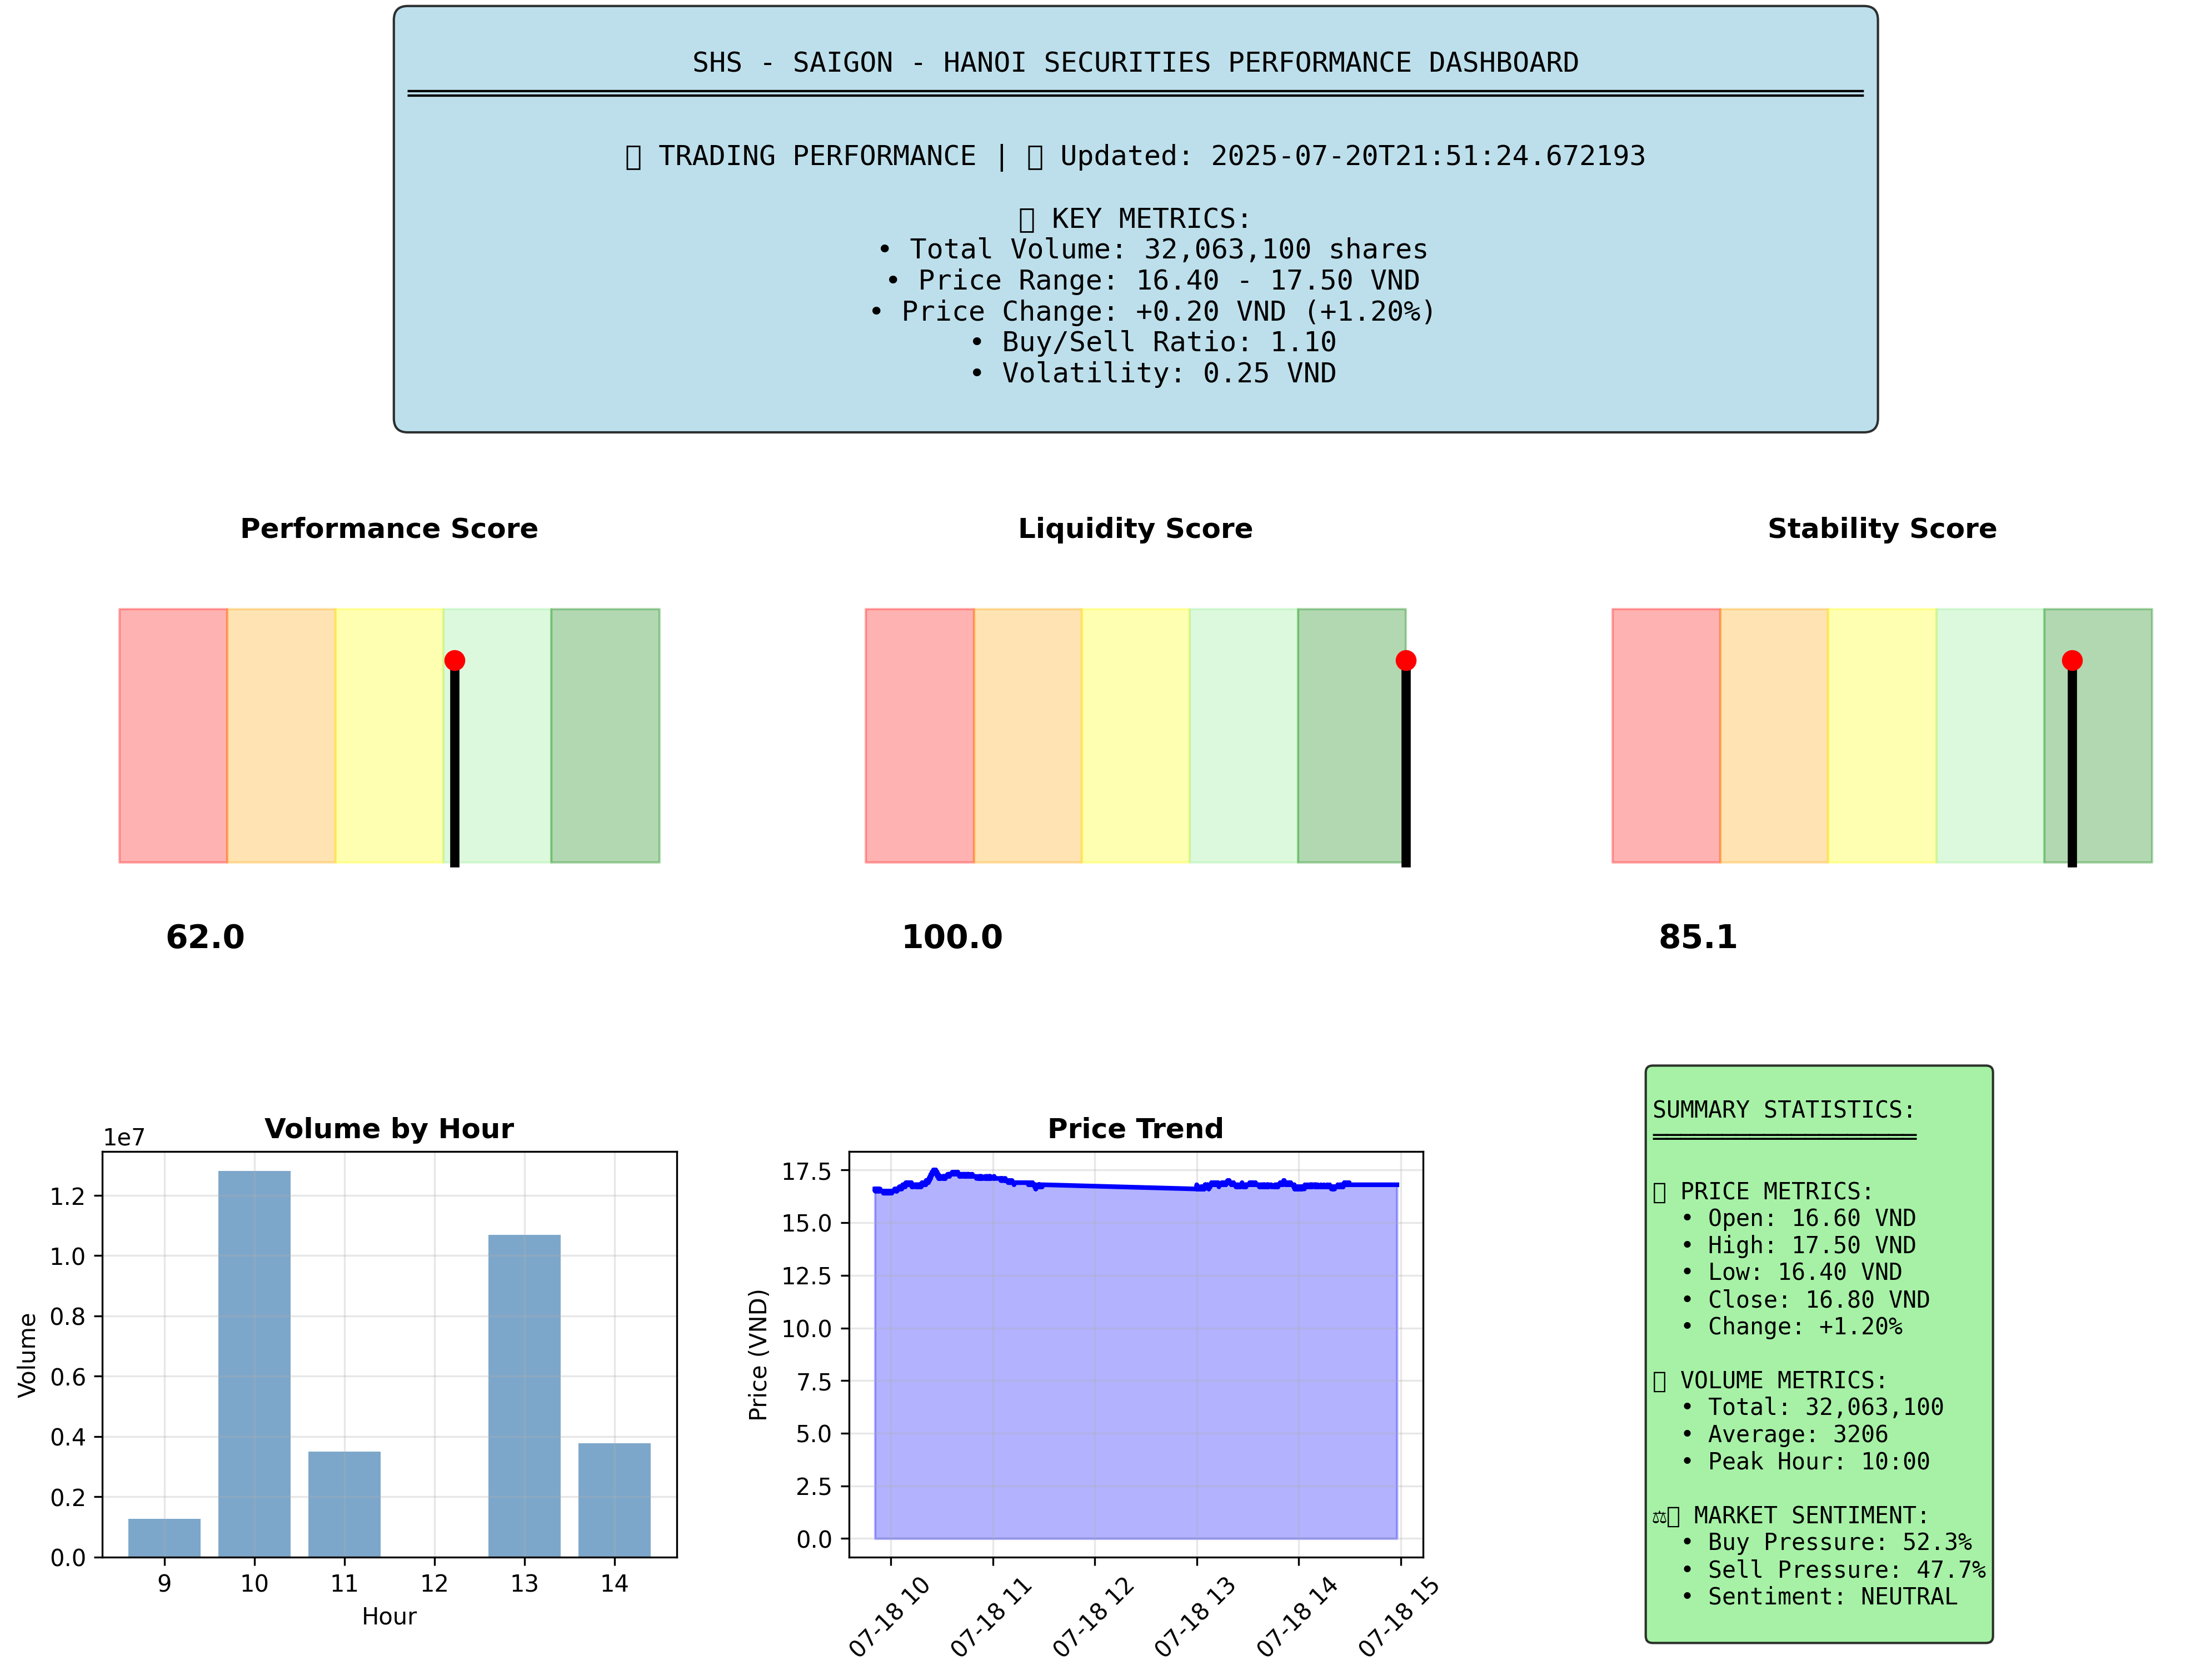 SHS - SAIGON - HANOI SECURITIES PERFORMANCE DASHBOARD
TRADING PERFORMANCE | Updated: 2025-07-20T21:51:24.672193
KEY METRICS:
• Total Volume: 32,063,100 shares
• Price Range: 16.40 - 17.50 VND
• Price Change: +0.20 VND (+1.20%)
• Buy/Sell Ratio: 1.10
• Volatility: 0.25 VND
Performance Score
Liquidity Score
Stability Score
62.0
100.0
85.1
Volume by Hour
1e7
1.2
1.0
0.8
0.6
0.4
0.2
0.0
Volume
9 10 11 12 13 14
Hour
Price Trend
17.5
15.0
12.5
10.0
7.5
5.0
2.5
0.0
Price (VND)
07-18 10
07-18 11
07-18 12
07-18 13
07-18 14
07-18 15
SUMMARY STATISTICS:
PRICE METRICS:
• Open: 16.60 VND
• High: 17.50 VND
• Low: 16.40 VND
• Close: 16.80 VND
• Change: +1.20%
VOLUME METRICS:
• Total: 32,063,100
• Average: 3206
• Peak Hour: 10:00
⚖ MARKET SENTIMENT:
• Buy Pressure: 52.3%
• Sell Pressure: 47.7%
• Sentiment: NEUTRAL